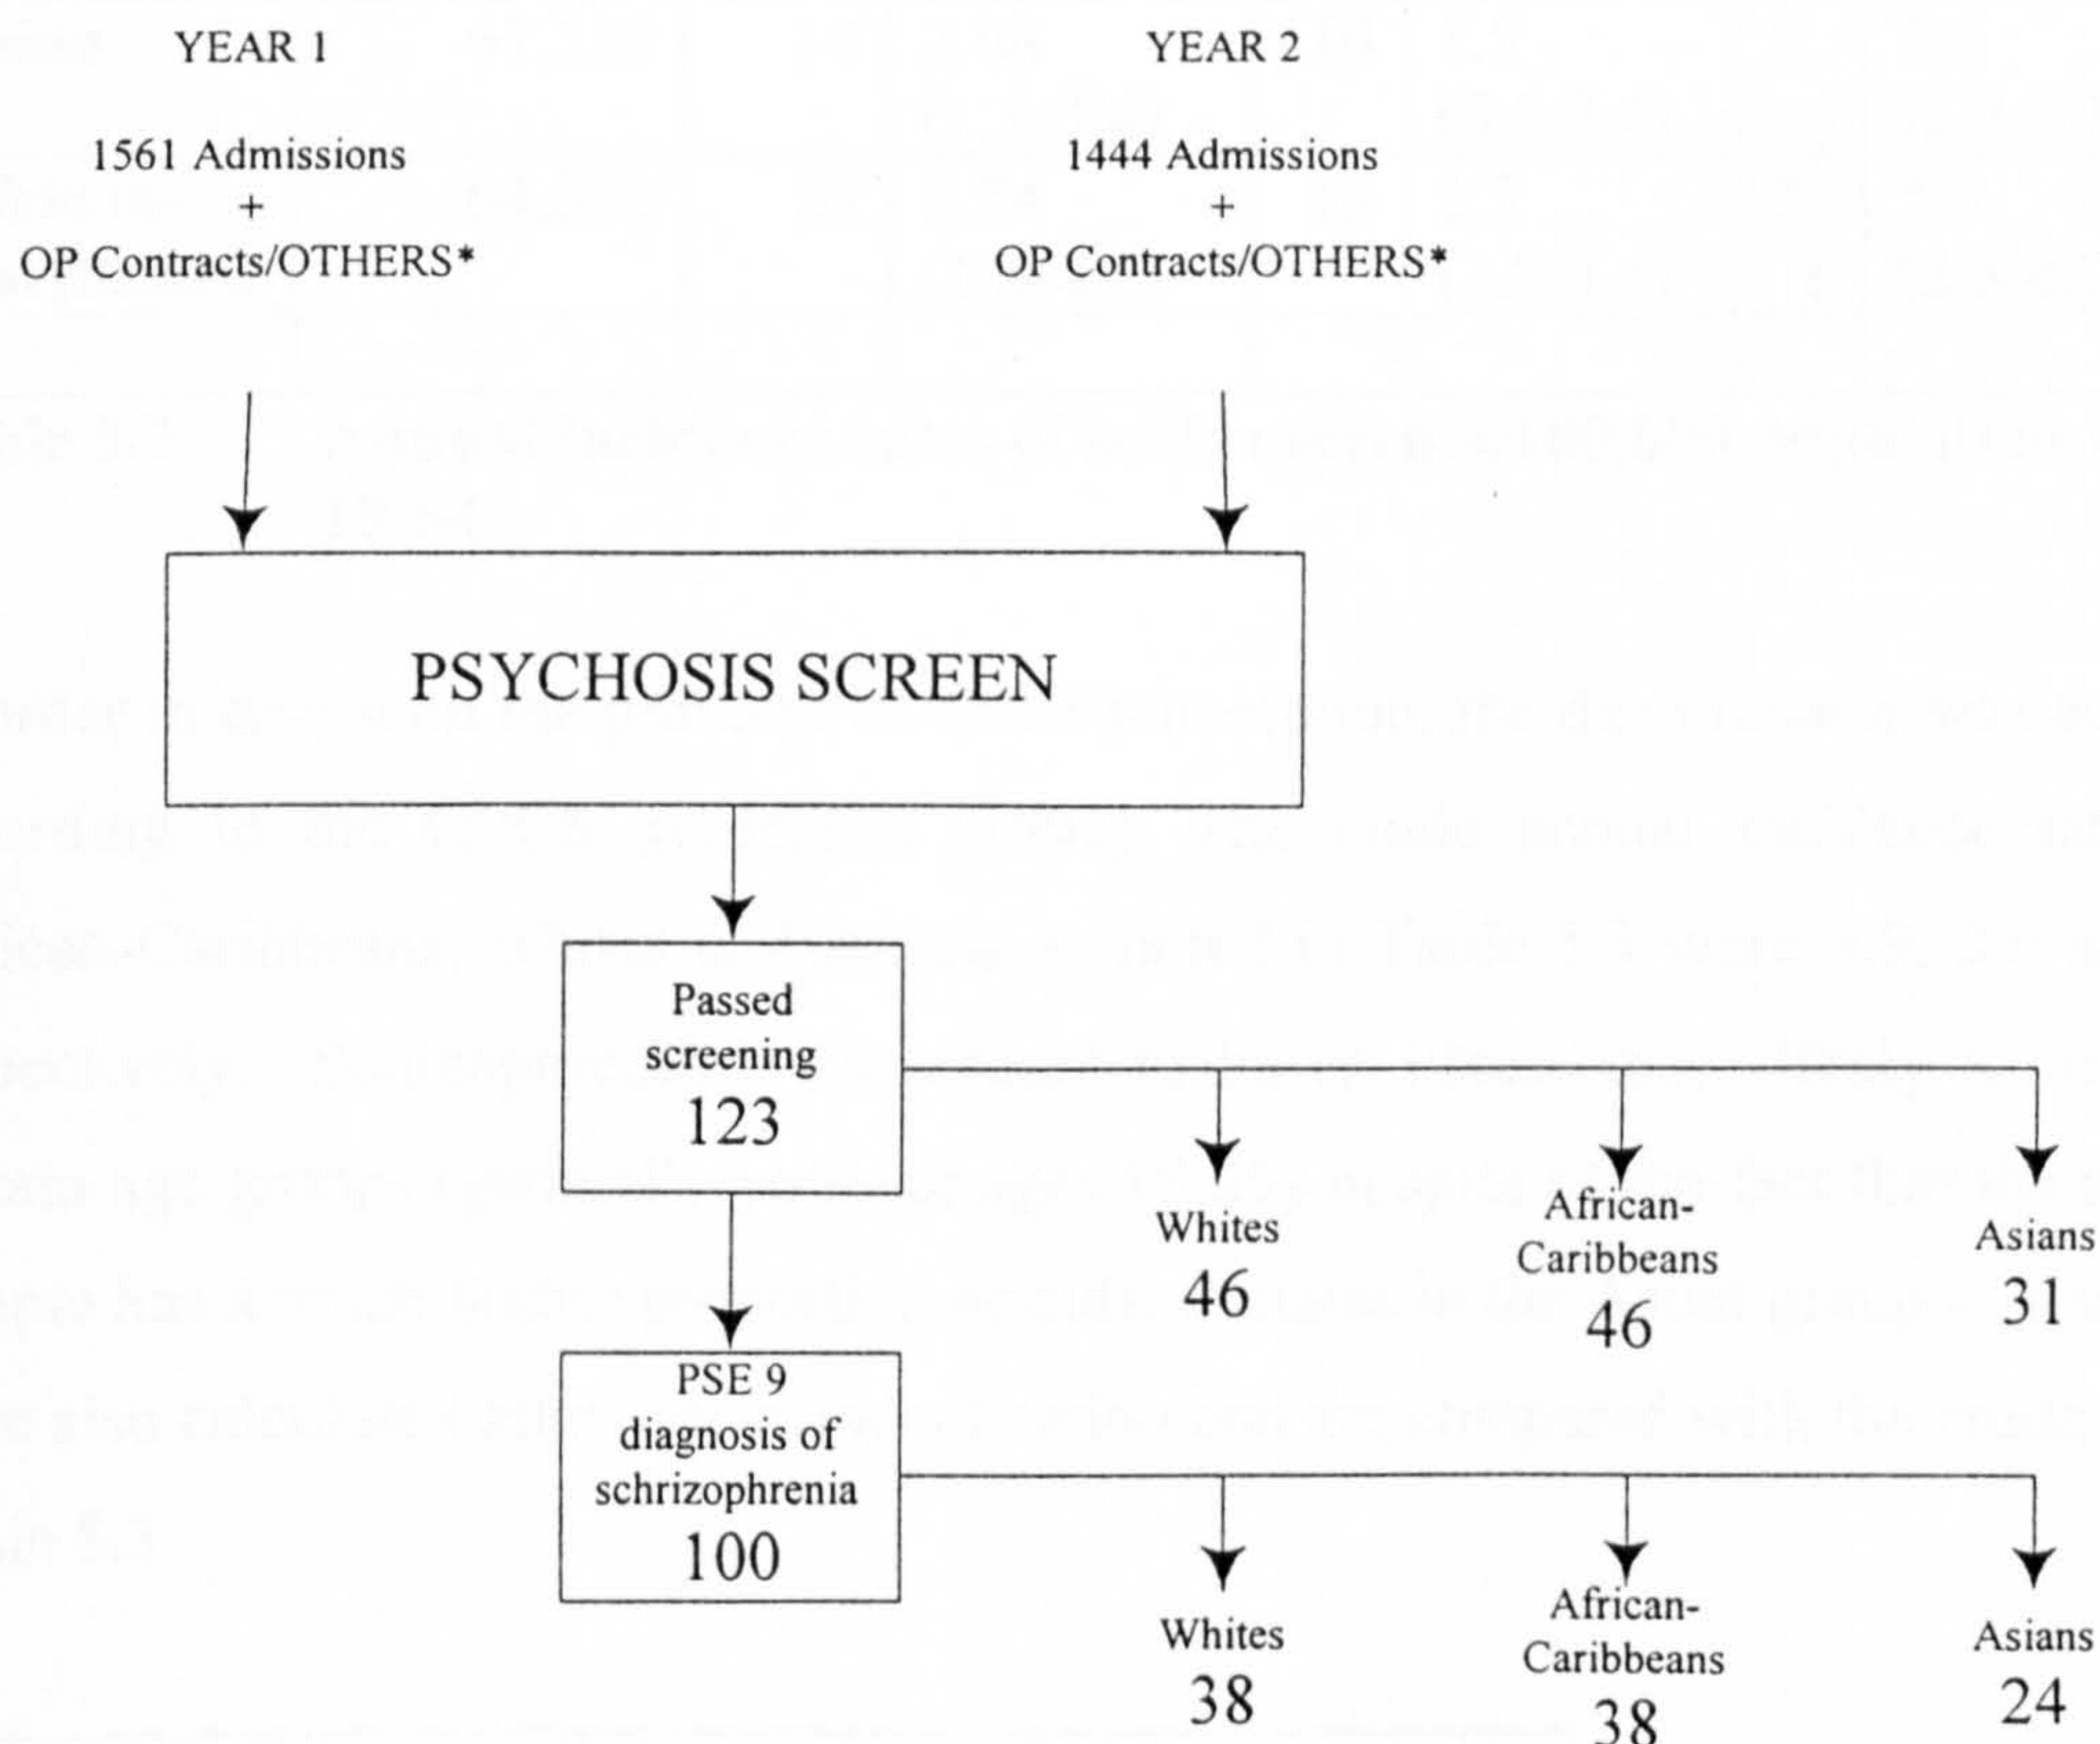 YEAR 1
1561 Admissions
+
OP Contracts/OTHERS*
YEAR 2
1444 Admissions
+
OP Contracts/OTHERS*
PSYCHOSIS SCREEN
Passed
screening
123
Whites
46
African-
Caribbeans
46
Asians
31
PSE 9
diagnosis of
schrizophrenia
100
Whites
38
African-
Caribbeans
38
Asians
24